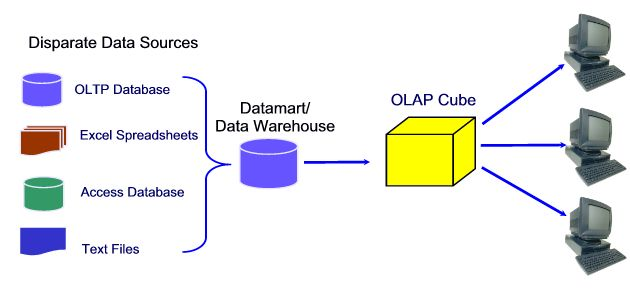 Disparate Data Sources
OLTP Database
Excel Spreadsheets
Access Database
Text Files
Datamart/
Data Warehouse
OLAP Cube